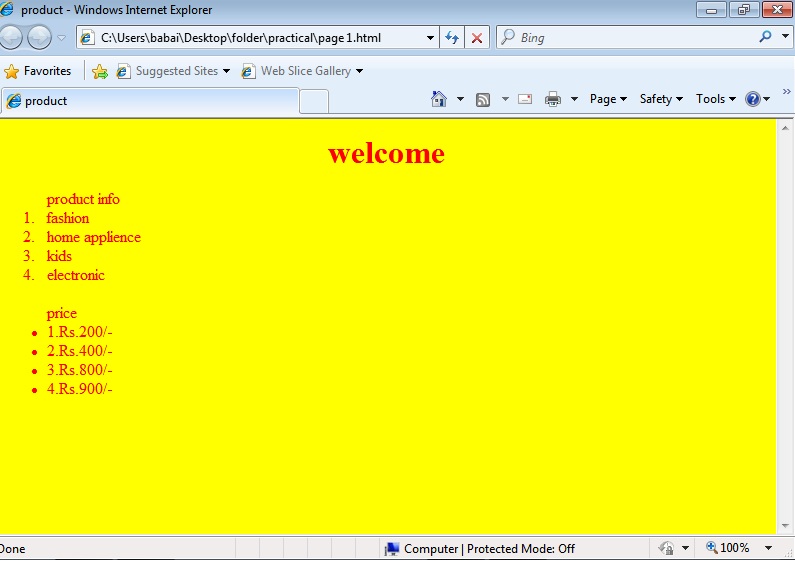 product - Windows Internet Explorer
C:\Users\babai\Desktop\folder\practical\page1.html
Bing
Favorites
Suggested Sites
Web Slice Gallery
product
Page
Safety
Tools
»
welcome
product info
1. fashion
2. home applience
3. kids
4. electronic
price
• 1.Rs.200/-
• 2.Rs.400/-
• 3.Rs.800/-
• 4.Rs.900/-
Done
Computer | Protected Mode: Off
100%